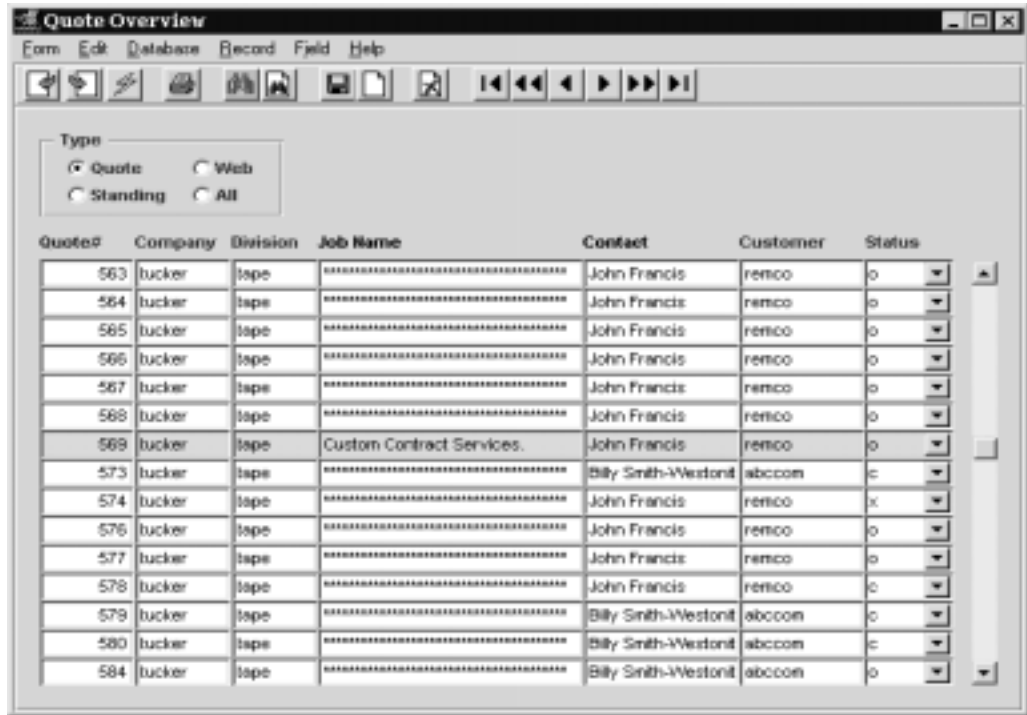 Quote Overview
Form Edit Database Record Field Help
Type
Quote Web
Standing All
Quote# Company Division Job Name Contact Customer Status
563 tucker tape **************************************** John Francis remco o
564 tucker tape **************************************** John Francis remco o
565 tucker tape **************************************** John Francis remco o
566 tucker tape **************************************** John Francis remco o
567 tucker tape **************************************** John Francis remco o
568 tucker tape **************************************** John Francis remco o
569 tucker tape Custom Contract Services. John Francis remco o
573 tucker tape **************************************** Billy Smith-Westonit abccom c
574 tucker tape **************************************** John Francis remco x
576 tucker tape **************************************** John Francis remco o
577 tucker tape **************************************** John Francis remco o
578 tucker tape **************************************** John Francis remco c
579 tucker tape **************************************** Billy Smith-Westonit abccom c
580 tucker tape **************************************** Billy Smith-Westonit abccom c
584 tucker tape **************************************** Billy Smith-Westonit abccom o